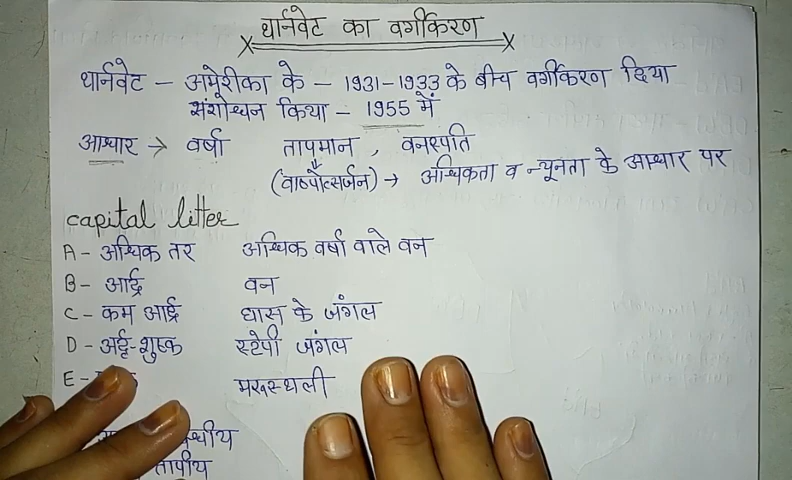 थार्नवेट का वर्गीकरण
थार्नवेट – अमेरीका के – 1931-1933 के बीच वर्गीकरण दिया
संशोधन किया – 1955 में
आधार → वर्षा तापमान , वनस्पति
(वाष्पोत्सर्जन) → अधिकता व न्यूनता के आधार पर
capital litter
A – अधिक तर अधिक वर्षा वाले वन
B – आर्द्र वन
C – कम आर्द्र घास के जंगल
D – अर्द्व-शुष्क स्टेपी जंगल
E – मरूस्थली
तापीय